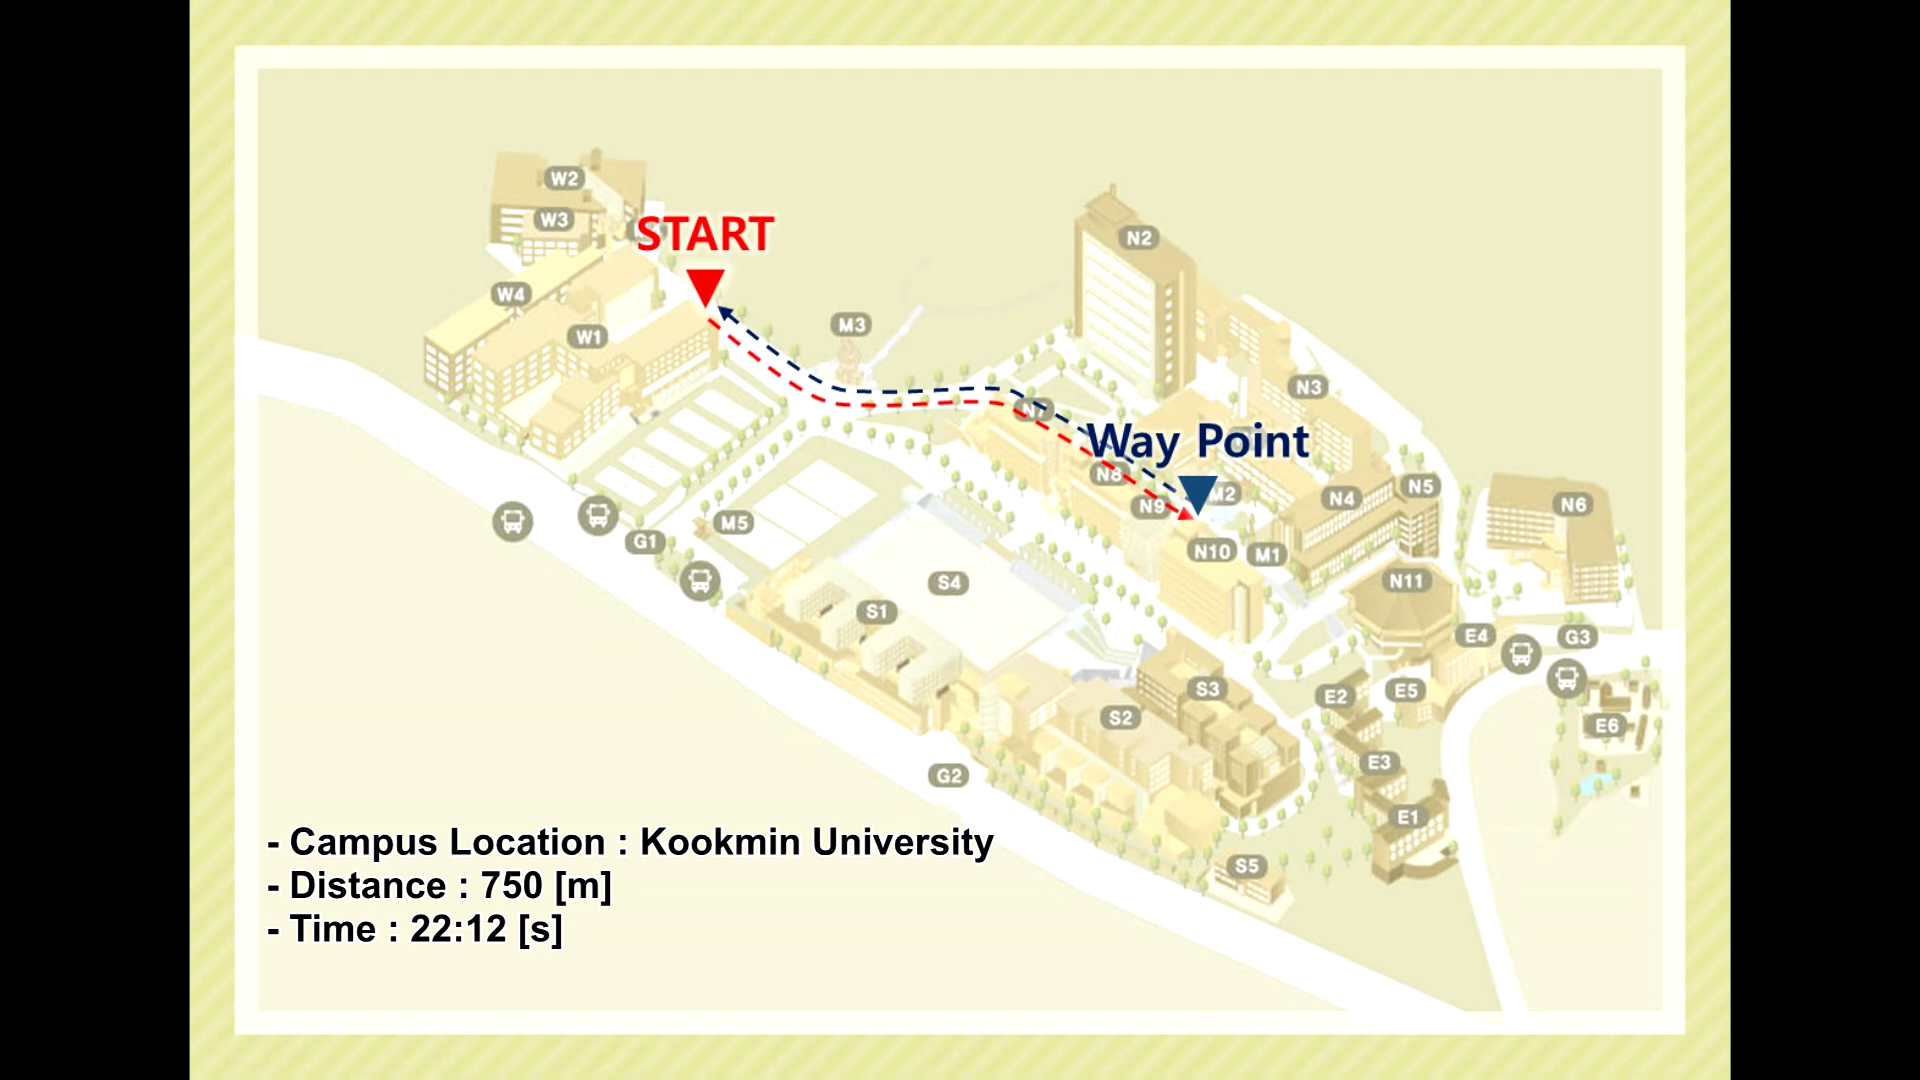 W2
W3
START
N2
W4
M3
W1
N3
N7
Way Point
N8
M2
N9
N4
N5
N6
M5
G1
N10
M1
S4
N11
S1
E4
G3
S3
E2
E5
S2
E6
E3
G2
E1
- Campus Location : Kookmin University
- Distance : 750 [m]
- Time : 22:12 [s]
S5